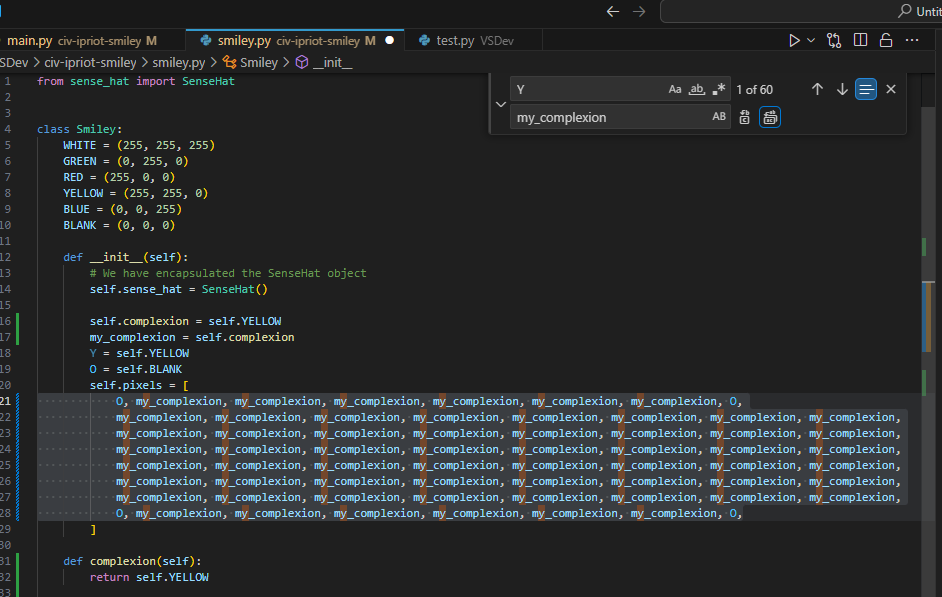 Untit
main.py civ-ipriot-smiley M
smiley.py civ-ipriot-smiley M
test.py VSDev
SDev > civ-ipriot-smiley > smiley.py > Smiley > __init__
Y Aa ab 1 of 60
my_complexion AB
1 from sense_hat import SenseHat
2
3
4 class Smiley:
5 WHITE = (255, 255, 255)
6 GREEN = (0, 255, 0)
7 RED = (255, 0, 0)
8 YELLOW = (255, 255, 0)
9 BLUE = (0, 0, 255)
10 BLANK = (0, 0, 0)
11
12 def __init__(self):
13 # We have encapsulated the SenseHat object
14 self.sense_hat = SenseHat()
15
16 self.complexion = self.YELLOW
17 my_complexion = self.complexion
18 Y = self.YELLOW
19 O = self.BLANK
20 self.pixels = [
21 O, my_complexion, my_complexion, my_complexion, my_complexion, my_complexion, my_complexion, O,
22 my_complexion, my_complexion, my_complexion, my_complexion, my_complexion, my_complexion, my_complexion, my_complexion,
23 my_complexion, my_complexion, my_complexion, my_complexion, my_complexion, my_complexion, my_complexion, my_complexion,
24 my_complexion, my_complexion, my_complexion, my_complexion, my_complexion, my_complexion, my_complexion, my_complexion,
25 my_complexion, my_complexion, my_complexion, my_complexion, my_complexion, my_complexion, my_complexion, my_complexion,
26 my_complexion, my_complexion, my_complexion, my_complexion, my_complexion, my_complexion, my_complexion, my_complexion,
27 my_complexion, my_complexion, my_complexion, my_complexion, my_complexion, my_complexion, my_complexion, my_complexion,
28 O, my_complexion, my_complexion, my_complexion, my_complexion, my_complexion, my_complexion, O,
29 ]
30
31 def complexion(self):
32 return self.YELLOW
33